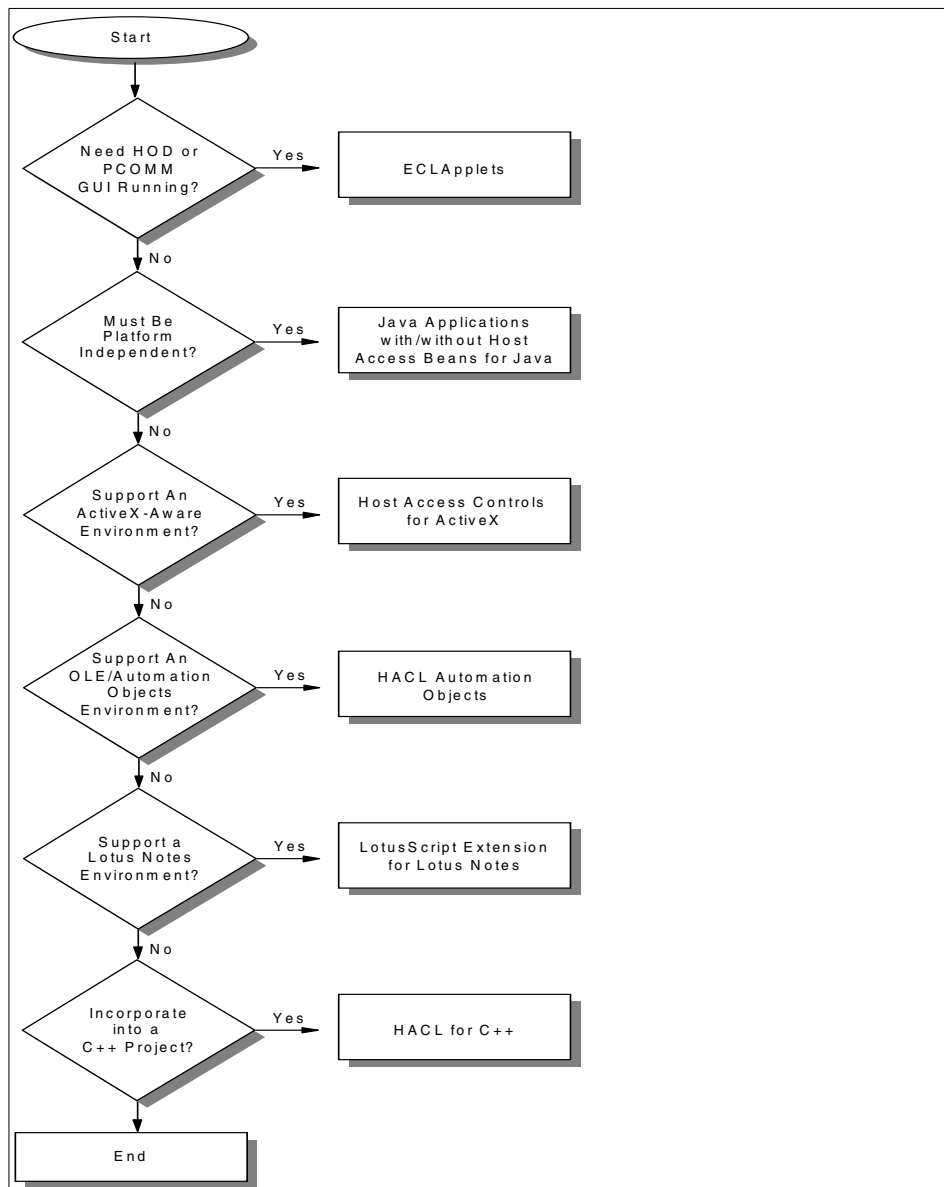 Start
Need HOD or
PCOMM
GUI Running?
Yes
ECLApplets
No
Must Be
Platform
Independent?
Yes
Java Applications
with/without Host
Access Beans for Java
No
Support An
ActiveX-Aware
Environment?
Yes
Host Access Controls
for ActiveX
No
Support An
OLE/Automation
Objects
Environment?
Yes
HACL Automation
Objects
No
Support a
Lotus Notes
Environment?
Yes
LotusScript Extension
for Lotus Notes
No
Incorporate
into a
C++ Project?
Yes
HACL for C++
End